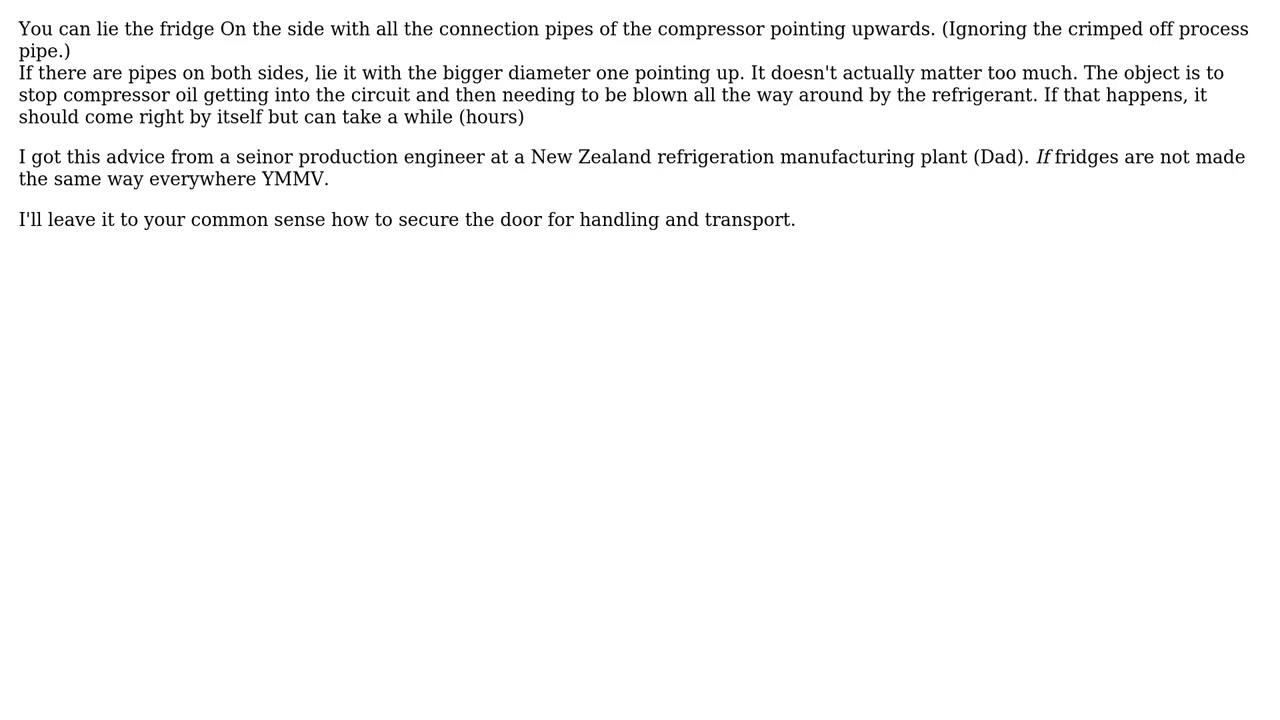 You can lie the fridge On the side with all the connection pipes of the compressor pointing upwards. (Ignoring the crimped off process
pipe.)
If there are pipes on both sides, lie it with the bigger diameter one pointing up. It doesn't actually matter too much. The object is to
stop compressor oil getting into the circuit and then needing to be blown all the way around by the refrigerant. If that happens, it
should come right by itself but can take a while (hours)
I got this advice from a seinor production engineer at a New Zealand refrigeration manufacturing plant (Dad). If fridges are not made
the same way everywhere YMMV.
I'll leave it to your common sense how to secure the door for handling and transport.